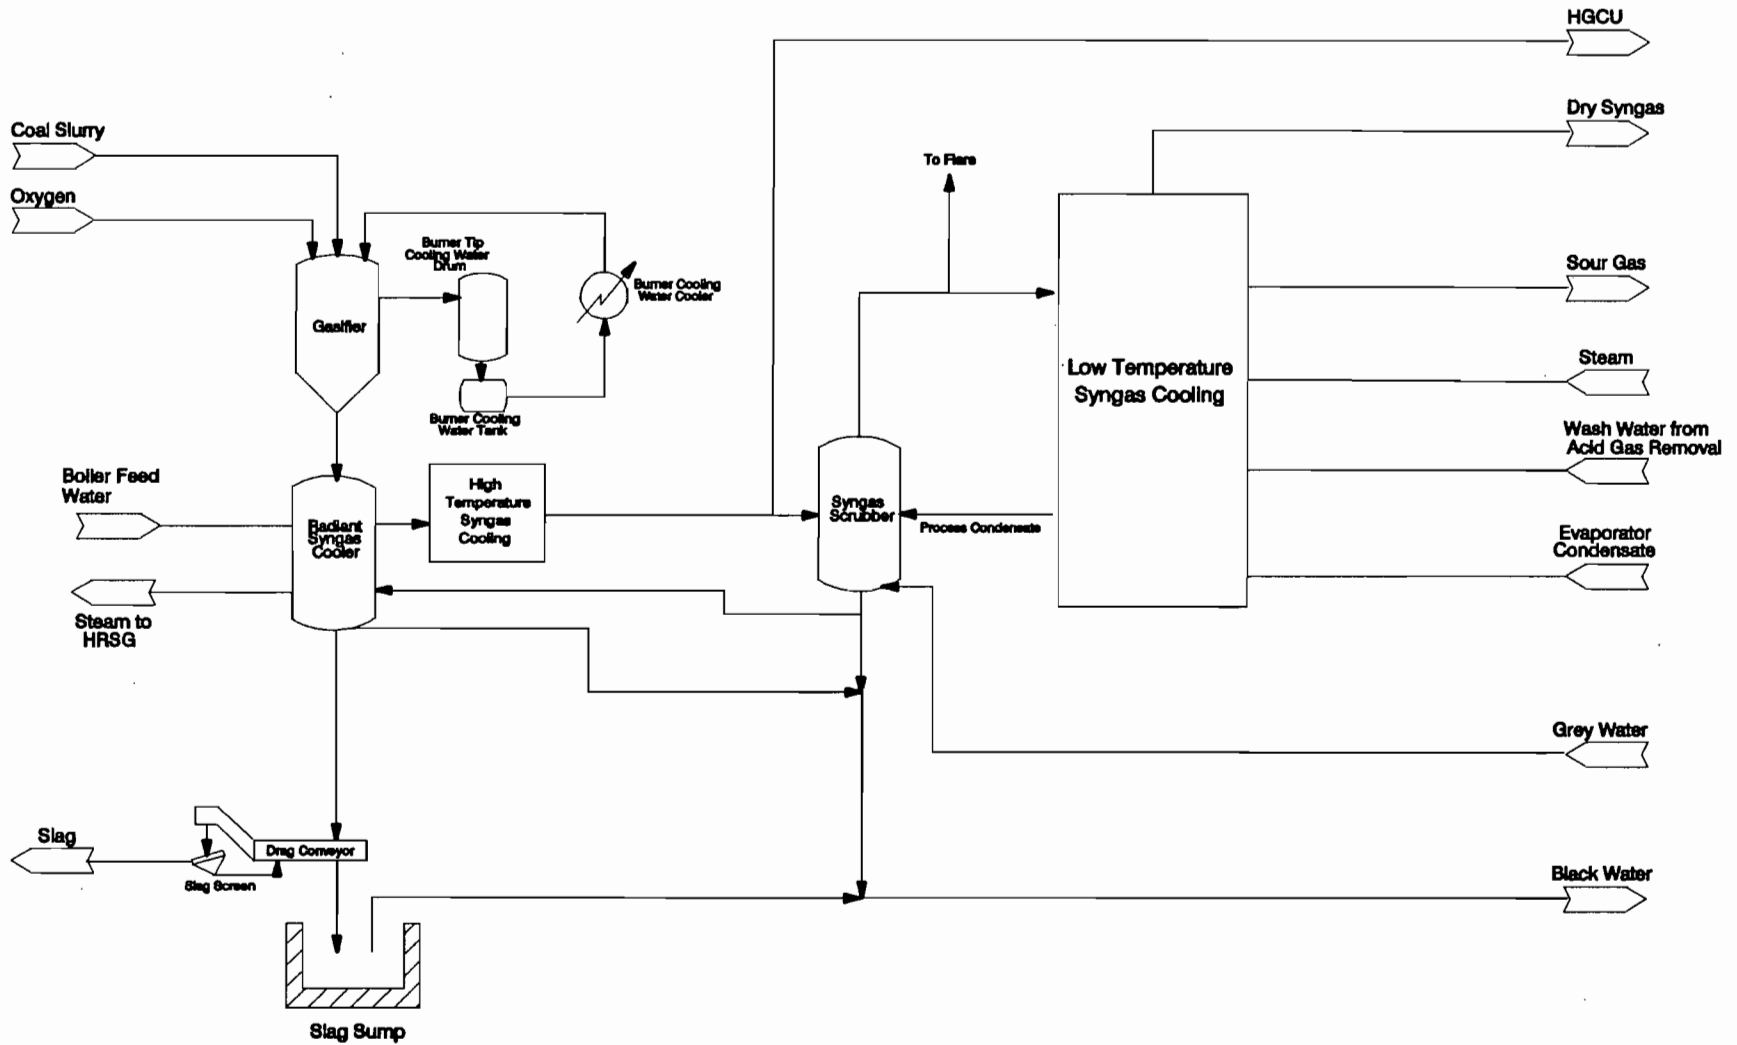 HGCU
Dry Syngas
Coal Slurry
To Flare
Oxygen
Burner Tip
Cooling Water
Drum
Sour Gas
Burner Cooling
Water Cooler
Gasifier
Low Temperature
Syngas Cooling
Steam
Burner Cooling
Water Tank
Wash Water from
Acid Gas Removal
Boiler Feed
Water
High
Temperature
Syngas
Cooling
Syngas
Scrubber
Radiant
Syngas
Cooler
Process Condensate
Evaporator
Condensate
Steam to
HRSG
Grey Water
Slag
Drag Conveyor
Slag Screen
Black Water
Slag Sump